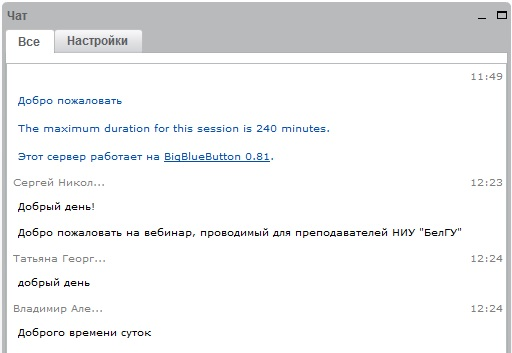 Чат
Все Настройки
11:49
Добро пожаловать
The maximum duration for this session is 240 minutes.
Этот сервер работает на BigBlueButton 0.81.
Сергей Никол... 12:23
Добрый день!
Добро пожаловать на вебинар, проводимый для преподавателей НИУ "БелГУ"
Татьяна Георг... 12:24
добрый день
Владимир Але... 12:24
Доброго времени суток